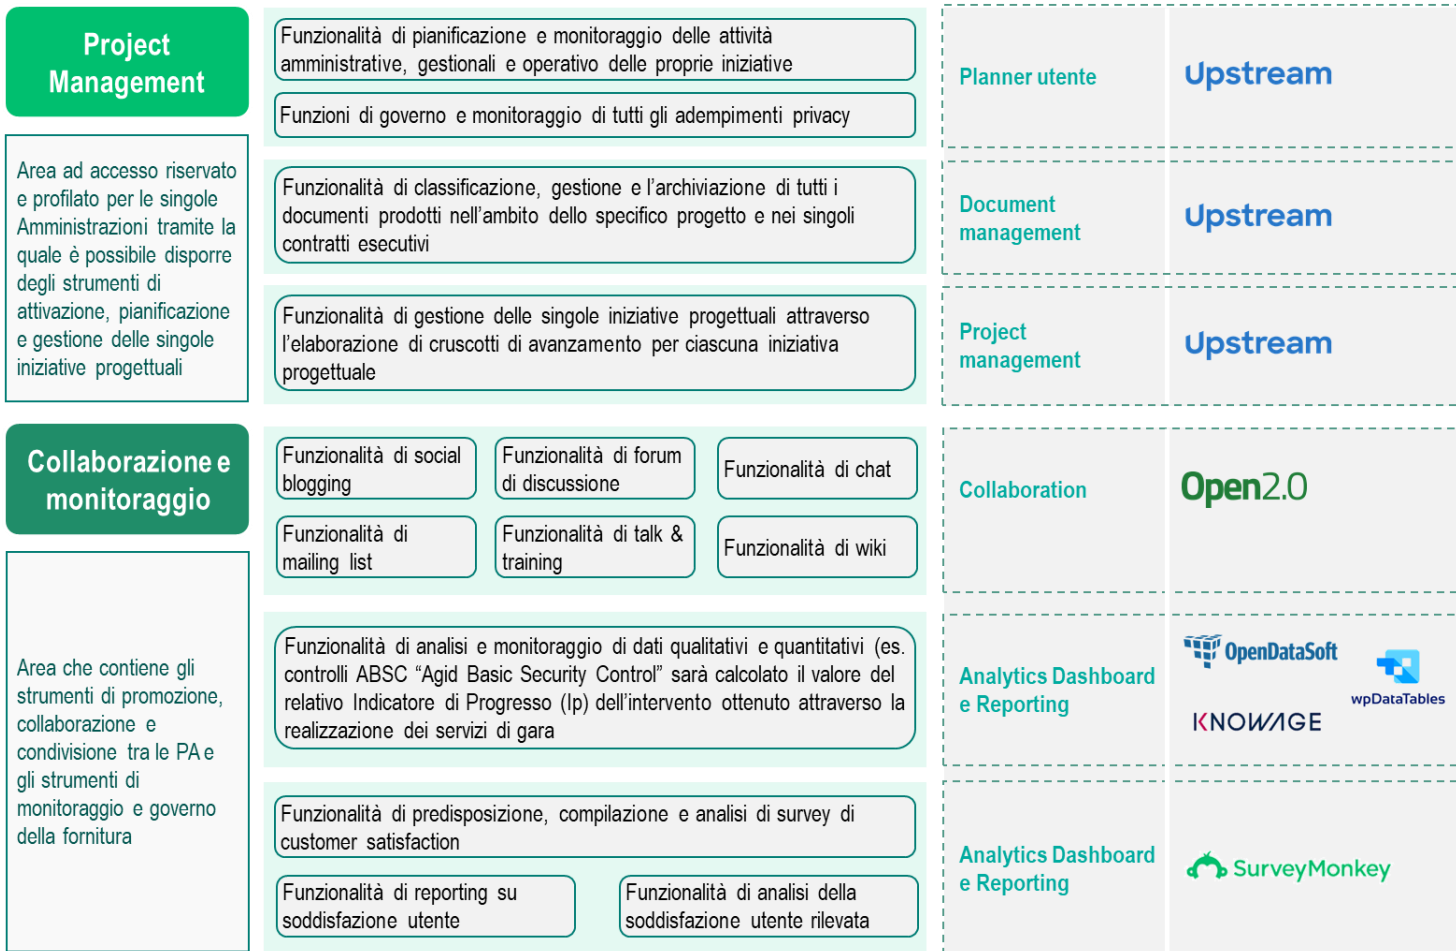 Project
Management
Funzionalità di pianificazione e monitoraggio delle attività
amministrative, gestionali e operativo delle proprie iniziative
Funzioni di governo e monitoraggio di tutti gli adempimenti privacy
Planner utente
Upstream
Area ad accesso riservato
e profilato per le singole
Amministrazioni tramite la
quale è possibile disporre
degli strumenti di
attivazione, pianificazione
e gestione delle singole
iniziative progettuali
Funzionalità di classificazione, gestione e l'archiviazione di tutti i
documenti prodotti nell'ambito dello specifico progetto e nei singoli
contratti esecutivi
Document
management
Upstream
Funzionalità di gestione delle singole iniziative progettuali attraverso
l'elaborazione di cruscotti di avanzamento per ciascuna iniziativa
progettuale
Project
management
Upstream
Collaborazione e
monitoraggio
Funzionalità di social
blogging
Funzionalità di forum
di discussione
Funzionalità di chat
Funzionalità di
mailing list
Funzionalità di talk &
training
Funzionalità di wiki
Collaboration
Open2.0
Area che contiene gli
strumenti di promozione,
collaborazione e
condivisione tra le PA e
gli strumenti di
monitoraggio e governo
della fornitura
Funzionalità di analisi e monitoraggio di dati qualitativi e quantitativi (es.
controlli ABSC “Agid Basic Security Control” sarà calcolato il valore del
relativo Indicatore di Progresso (Ip) dell'intervento ottenuto attraverso la
realizzazione dei servizi di gara
Analytics Dashboard
e Reporting
OpenDataSoft
wpDataTables
KNOWAGE
Funzionalità di predisposizione, compilazione e analisi di survey di
customer satisfaction
Funzionalità di reporting su
soddisfazione utente
Funzionalità di analisi della
soddisfazione utente rilevata
Analytics Dashboard
e Reporting
SurveyMonkey